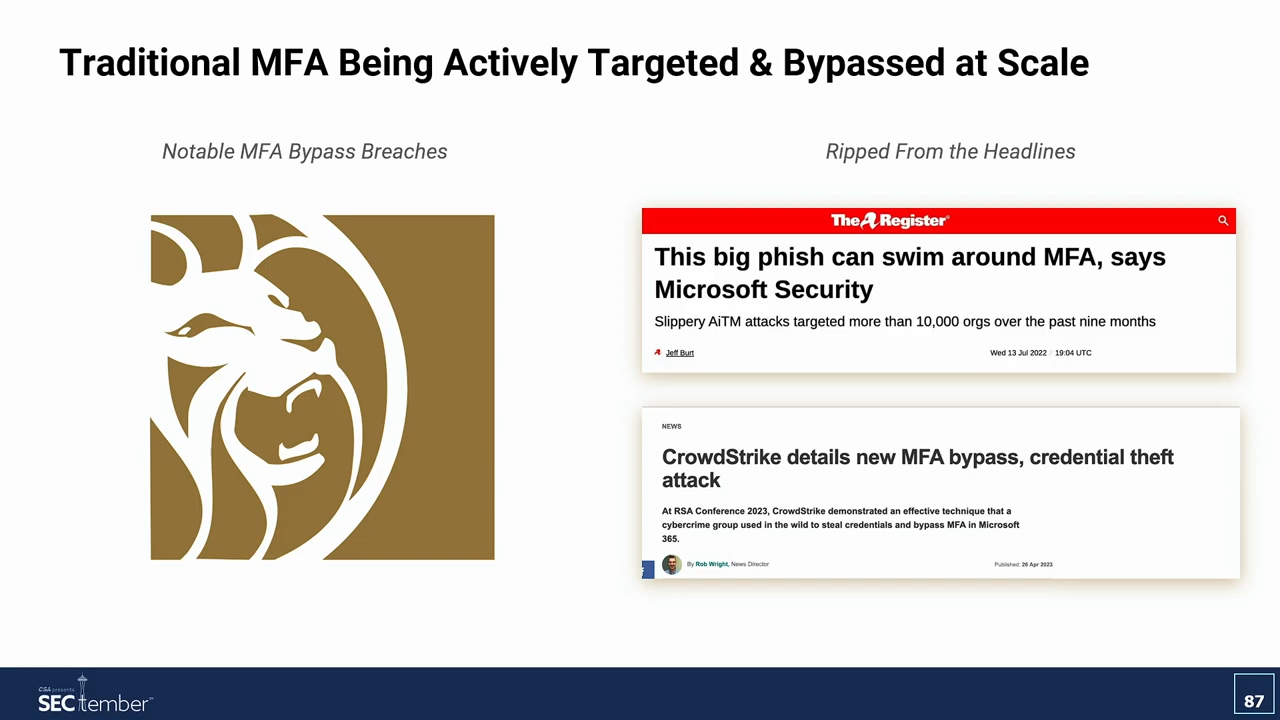 Traditional MFA Being Actively Targeted & Bypassed at Scale
Notable MFA Bypass Breaches
Ripped From the Headlines
The Register®
This big phish can swim around MFA, says
Microsoft Security
Slippery AiTM attacks targeted more than 10,000 orgs over the past nine months
Jeff Burt
Wed 13 Jul 2022 / 19:04 UTC
NEWS
CrowdStrike details new MFA bypass, credential theft
attack
At RSA Conference 2023, CrowdStrike demonstrated an effective technique that a
cybercrime group used in the wild to steal credentials and bypass MFA in Microsoft
365.
By Rob Wright, News Director
Published: 26 Apr 2023
CSA presents
SECtember
87